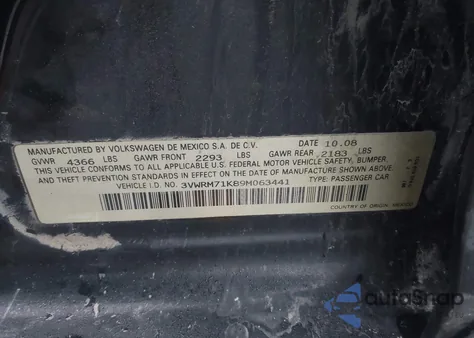 MANUFACTURED BY VOLKSWAGEN DE MEXICO S.A. DE C.V. DATE 10.08
GVWR 4366 LBS GAWR FRONT 2293 LBS GAWR REAR 2183 LBS
THIS VEHICLE CONFORMS TO ALL APPLICABLE U.S. FEDERAL MOTOR VEHICLE SAFETY, BUMPER
AND THEFT PREVENTION STANDARDS IN EFFECT ON THE DATE OF MANUFACTURE SHOWN ABOVE.
VEHICLE I.D. NO. 3VWRM71K89M063441 TYPE: PASSENGER CAR
COUNTRY OF ORIGIN: MEXICO
autoSnap